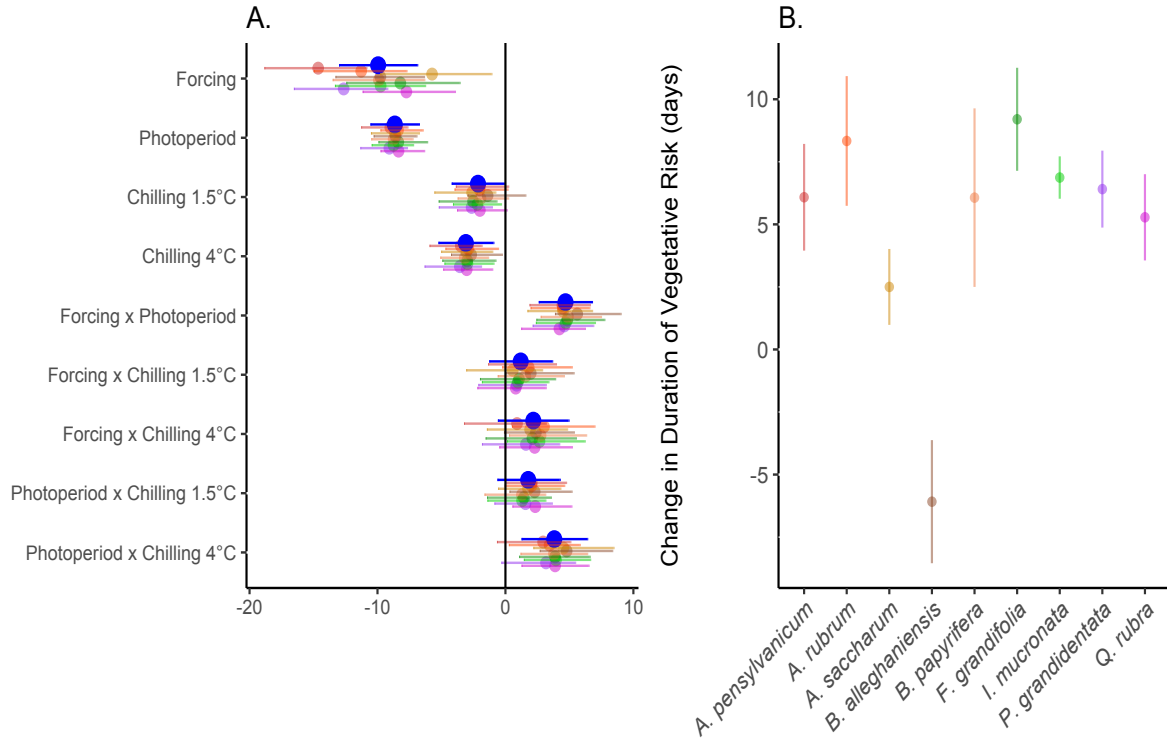 A.
Forcing
Photoperiod
Chilling 1.5°C
Chilling 4°C
Forcing x Photoperiod
Forcing x Chilling 1.5°C
Forcing x Chilling 4°C
Photoperiod x Chilling 1.5°C
Photoperiod x Chilling 4°C
-20
-10
0
10
B.
Change in Duration of Vegetative Risk (days)
10
5
0
-5
A. pensylvanicum
A. rubrum
A. saccharum
B. alleghaniensis
B. papyrifera
F. grandifolia
I. mucronata
P. grandidentata
Q. rubra